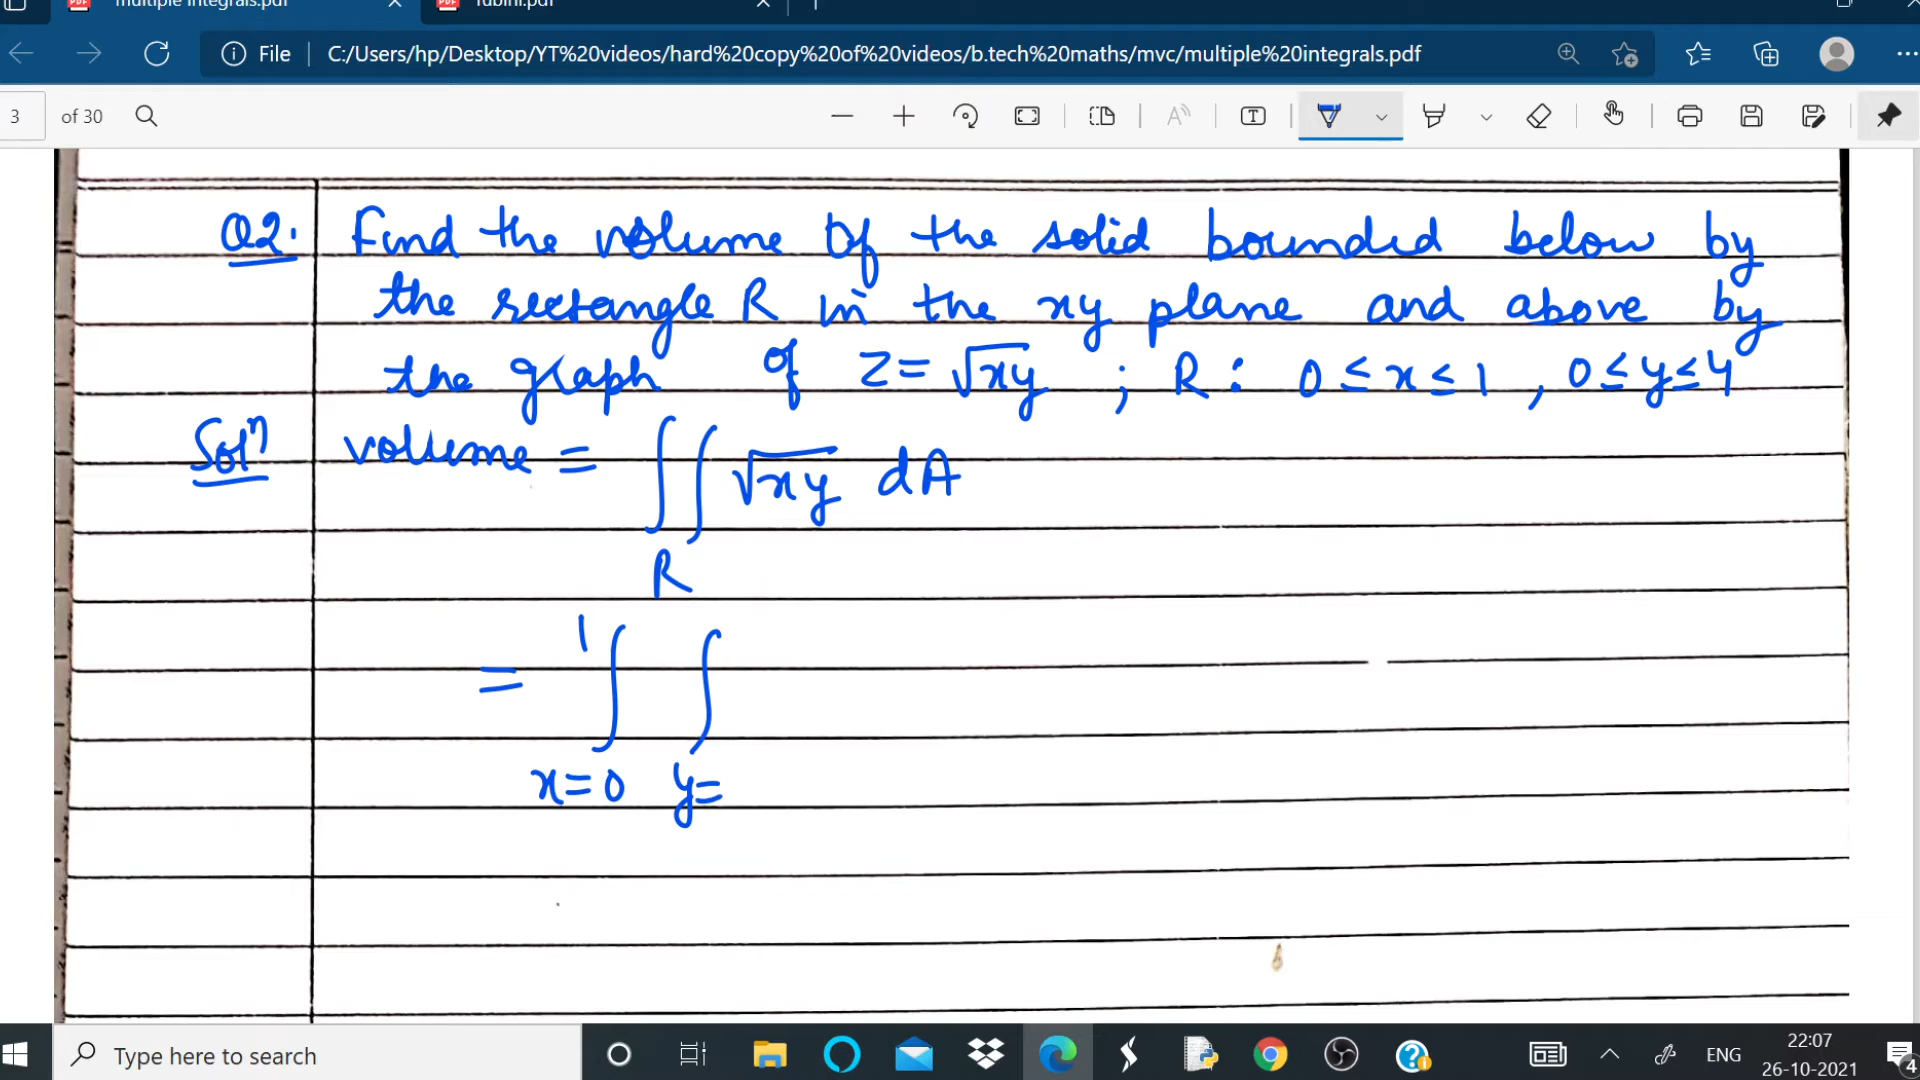 multiple integrals.pdf
fubini.pdf
File
C:/Users/hp/Desktop/YT%20videos/hard%20copy%20of%20videos/b.tech%20maths/mvc/multiple%20integrals.pdf
3 of 30
Q2. Find the volume of the solid bounded below by
the rectangle R in the xy plane and above by
the graph of z = √xy ; R : 0 ≤ x ≤ 1 , 0 ≤ y ≤ 4
Solⁿ volume = ∫∫ √xy dA
R
= 1∫ ∫
x=0 y=
Type here to search
ENG
22:07
26-10-2021
4